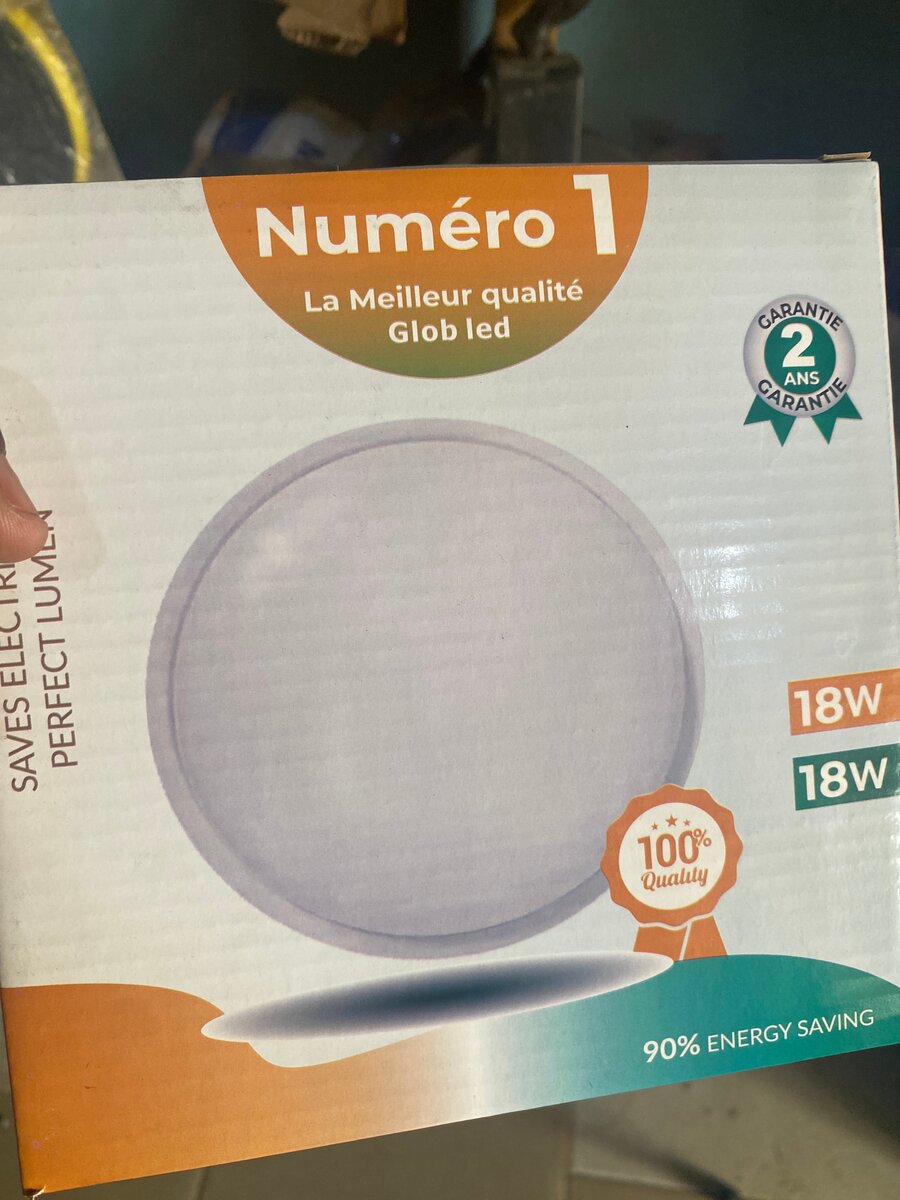 Numéro 1
La Meilleur qualité
Glob led
GARANTIE
2
ANS
GARANTIE
SAVES
PERFECT LUMEN
18W
18W
100%
Quality
90% ENERGY SAVING